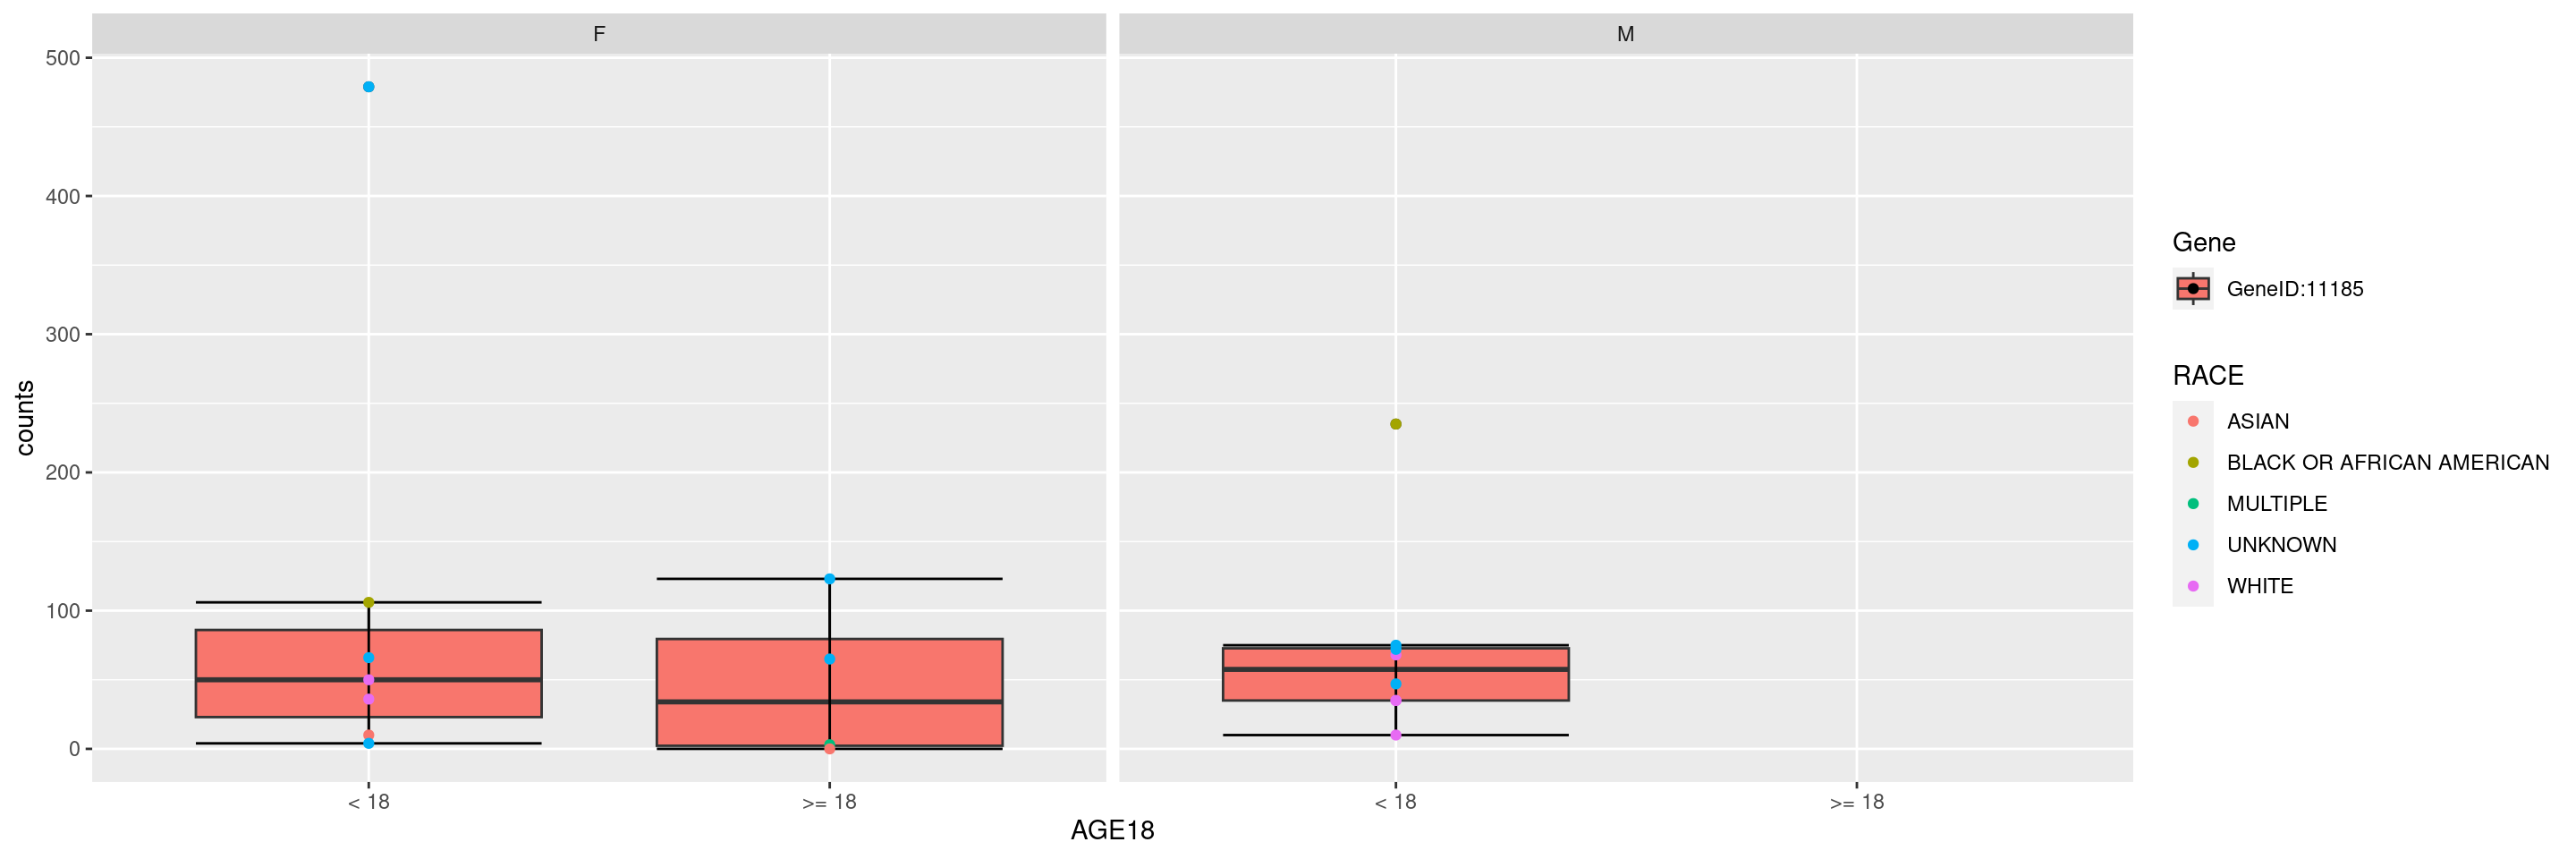 F
M
500
400
300
200
100
0
counts
< 18
>= 18
< 18
>= 18
AGE18
Gene
GeneID:11185
RACE
ASIAN
BLACK OR AFRICAN AMERICAN
MULTIPLE
UNKNOWN
WHITE